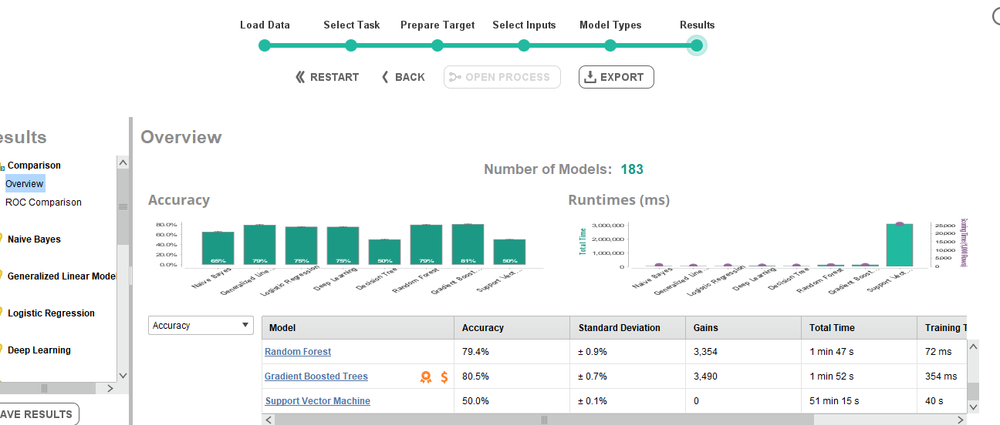 Load Data Select Task Prepare Target Select Inputs Model Types Results
RESTART BACK OPEN PROCESS EXPORT
esults
Comparison
Overview
ROC Comparison
Naive Bayes
Generalized Linear Mode
Logistic Regression
Deep Learning
AVE RESULTS
Overview
Number of Models: 183
Accuracy
80.0%
60.0%
40.0%
20.0%
0.0%
65% 79% 75% 75% 50% 79% 81% 50%
Naive Bayes Generalized Line... Logistic Regression Deep Learning Decision Tree Random Forest Gradient Boost... Support Vect...
Runtimes (ms)
Total Time
3,000,000
2,000,000
1,000,000
0
25000
20000
15000
10000
5000
0
Scoring Time (1,000 Rows)
Naive Bayes Generalized Line... Logistic Regression Deep Learning Decision Tree Random Forest Gradient Boost... Support Vect...
Accuracy
Model Accuracy Standard Deviation Gains Total Time Training T
Random Forest 79.4% ± 0.9% 3,354 1 min 47 s 72 ms
Gradient Boosted Trees $ 80.5% ± 0.7% 3,490 1 min 52 s 354 ms
Support Vector Machine 50.0% ± 0.1% 0 51 min 15 s 40 s